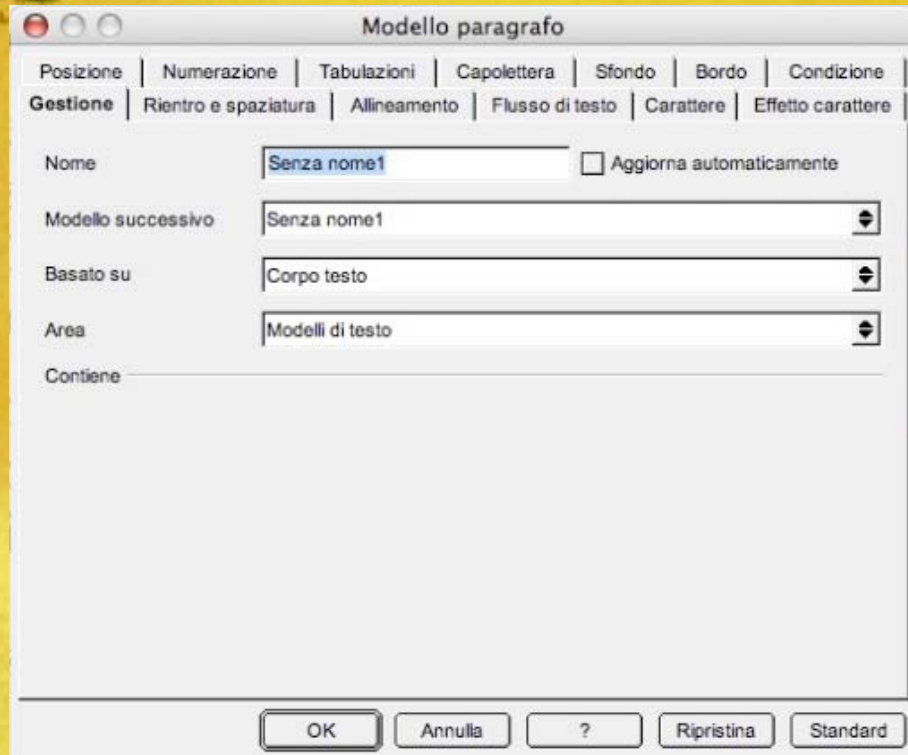 Modello paragrafo
Posizione Numerazione Tabulazioni Capolettera Sfondo Bordo Condizione
Gestione Rientro e spaziatura Allineamento Flusso di testo Carattere Effetto carattere
Nome Senza nome1 Aggiorna automaticamente
Modello successivo Senza nome1
Basato su Corpo testo
Area Modelli di testo
Contiene
OK Annulla ? Ripristina Standard